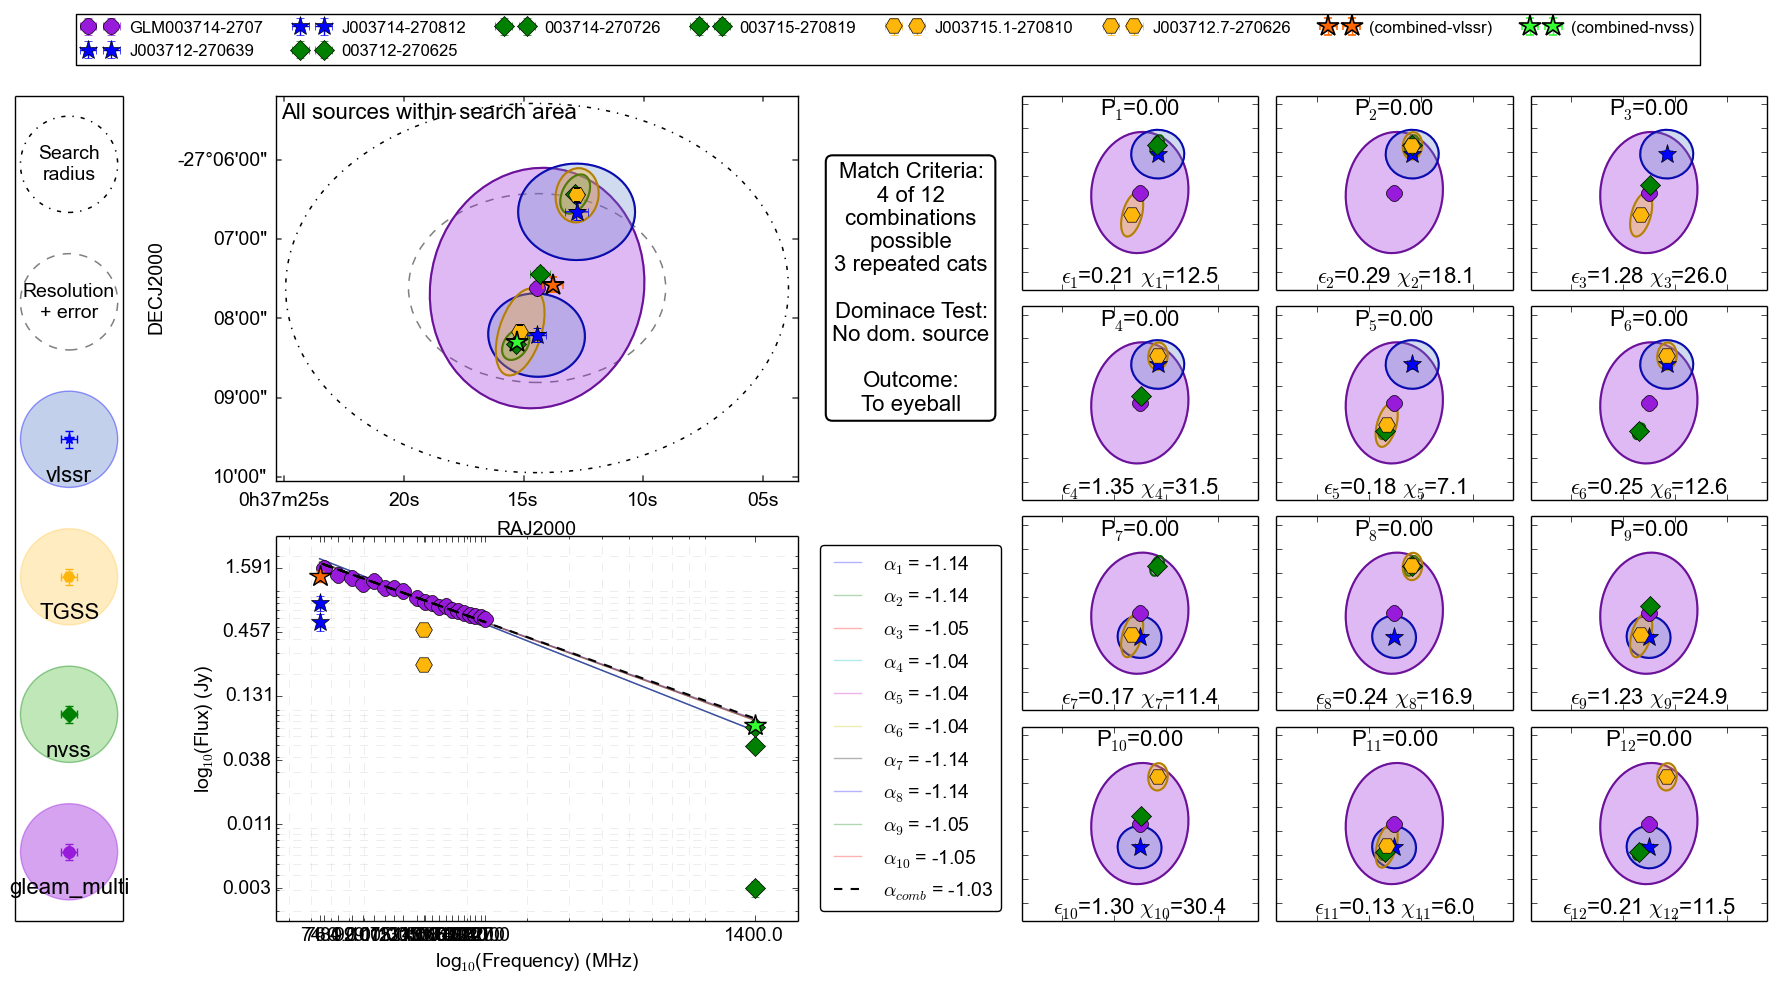 GLM003714-2707 J003714-270812 003714-270726 003715-270819 J003715.1-270810 J003712.7-270626 (combined-vlssr) (combined-nvss)
J003712-270639 003712-270625
Search
radius
Resolution
+ error
vlssr
TGSS
nvss
gleam_multi
All sources within search area
DECJ2000
-27°06'00"
07'00"
08'00"
09'00"
10'00"
0h37m25s 20s 15s 10s 05s
RAJ2000
Match Criteria:
4 of 12
combinations
possible
3 repeated cats
Dominace Test:
No dom. source
Outcome:
To eyeball
log10(Flux) (Jy)
1.591
0.457
0.131
0.038
0.011
0.003
1400.0
log10(Frequency) (MHz)
α1 = -1.14
α2 = -1.14
α3 = -1.05
α4 = -1.04
α5 = -1.04
α6 = -1.04
α7 = -1.14
α8 = -1.14
α9 = -1.05
α10 = -1.05
αcomb = -1.03
P1=0.00 P2=0.00 P3=0.00
ϵ1=0.21 χ1=12.5 ϵ2=0.29 χ2=18.1 ϵ3=1.28 χ3=26.0
P4=0.00 P5=0.00 P6=0.00
ϵ4=1.35 χ4=31.5 ϵ5=0.18 χ5=7.1 ϵ6=0.25 χ6=12.6
P7=0.00 P8=0.00 P9=0.00
ϵ7=0.17 χ7=11.4 ϵ8=0.24 χ8=16.9 ϵ9=1.23 χ9=24.9
P10=0.00 P11=0.00 P12=0.00
ϵ10=1.30 χ10=30.4 ϵ11=0.13 χ11=6.0 ϵ12=0.21 χ12=11.5